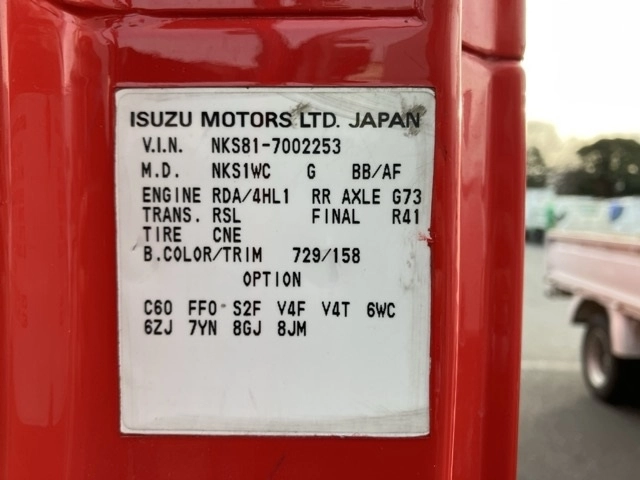 ISUZU MOTORS LTD. JAPAN
V.I.N. NKS81-7002253
M.D. NKS1WC G BB/AF
ENGINE RDA/4HL1 RR AXLE G73
TRANS. RSL FINAL R41
TIRE CNE
B.COLOR/TRIM 729/158
OPTION
C60 FF0 S2F V4F V4T 6WC
6ZJ 7YN 8GJ 8JM